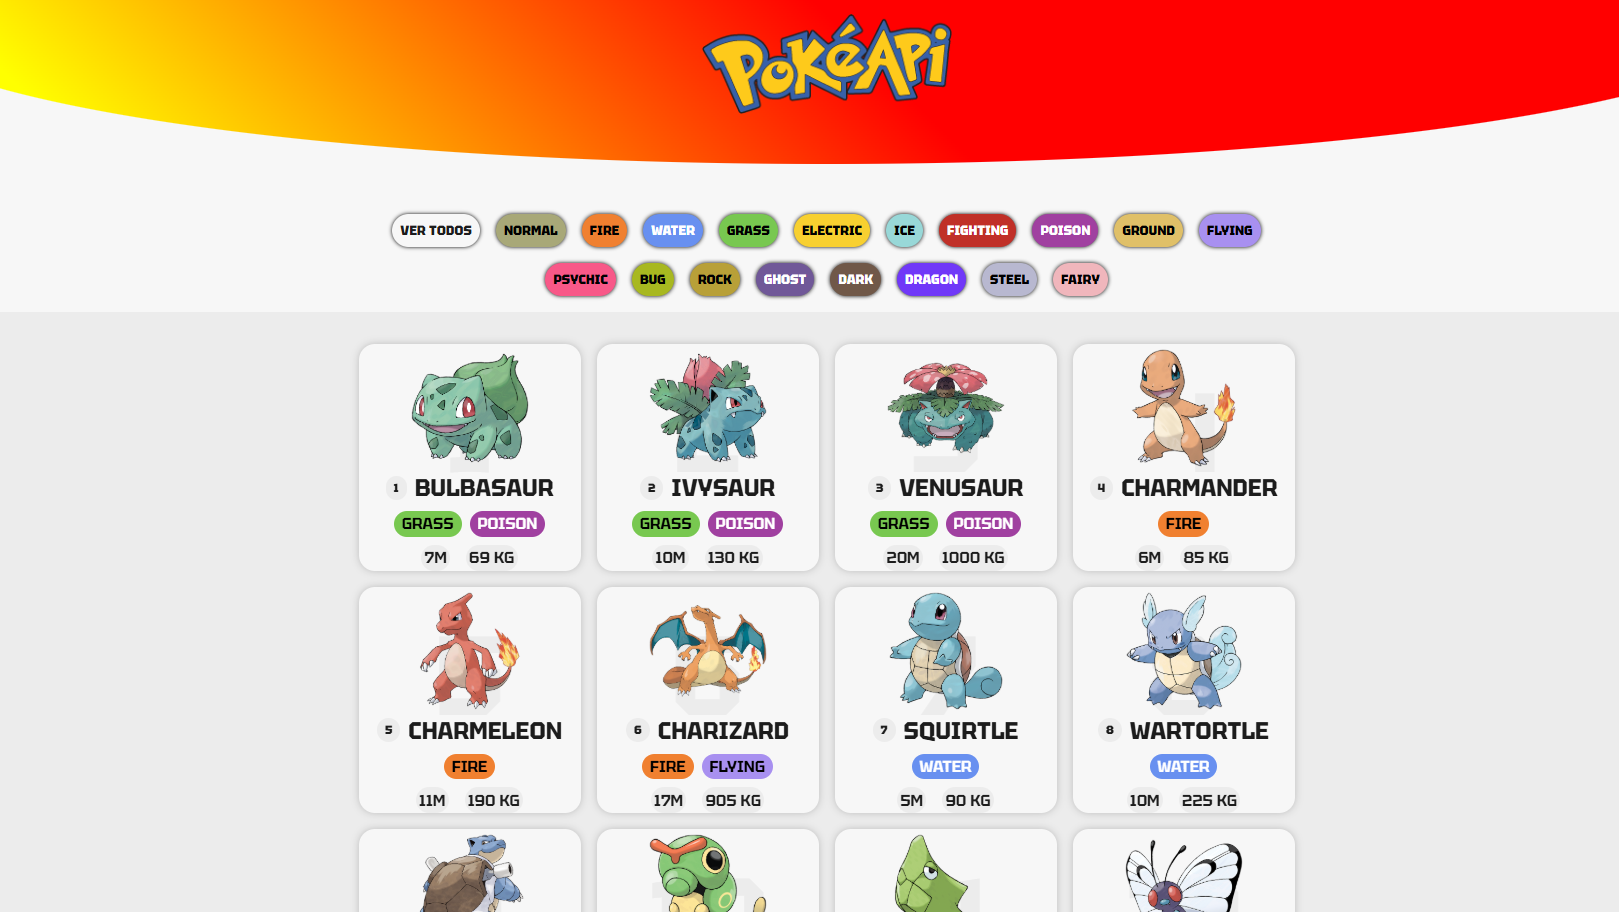 PokéApi
VER TODOS NORMAL FIRE WATER GRASS ELECTRIC ICE FIGHTING POISON GROUND FLYING
PSYCHIC BUG ROCK GHOST DARK DRAGON STEEL FAIRY
1 BULBASAUR
GRASS POISON
7M 69 KG
2 IVYSAUR
GRASS POISON
10M 130 KG
3 VENUSAUR
GRASS POISON
20M 1000 KG
4 CHARMANDER
FIRE
6M 85 KG
5 CHARMELEON
FIRE
11M 190 KG
6 CHARIZARD
FIRE FLYING
17M 905 KG
7 SQUIRTLE
WATER
5M 90 KG
8 WARTORTLE
WATER
10M 225 KG